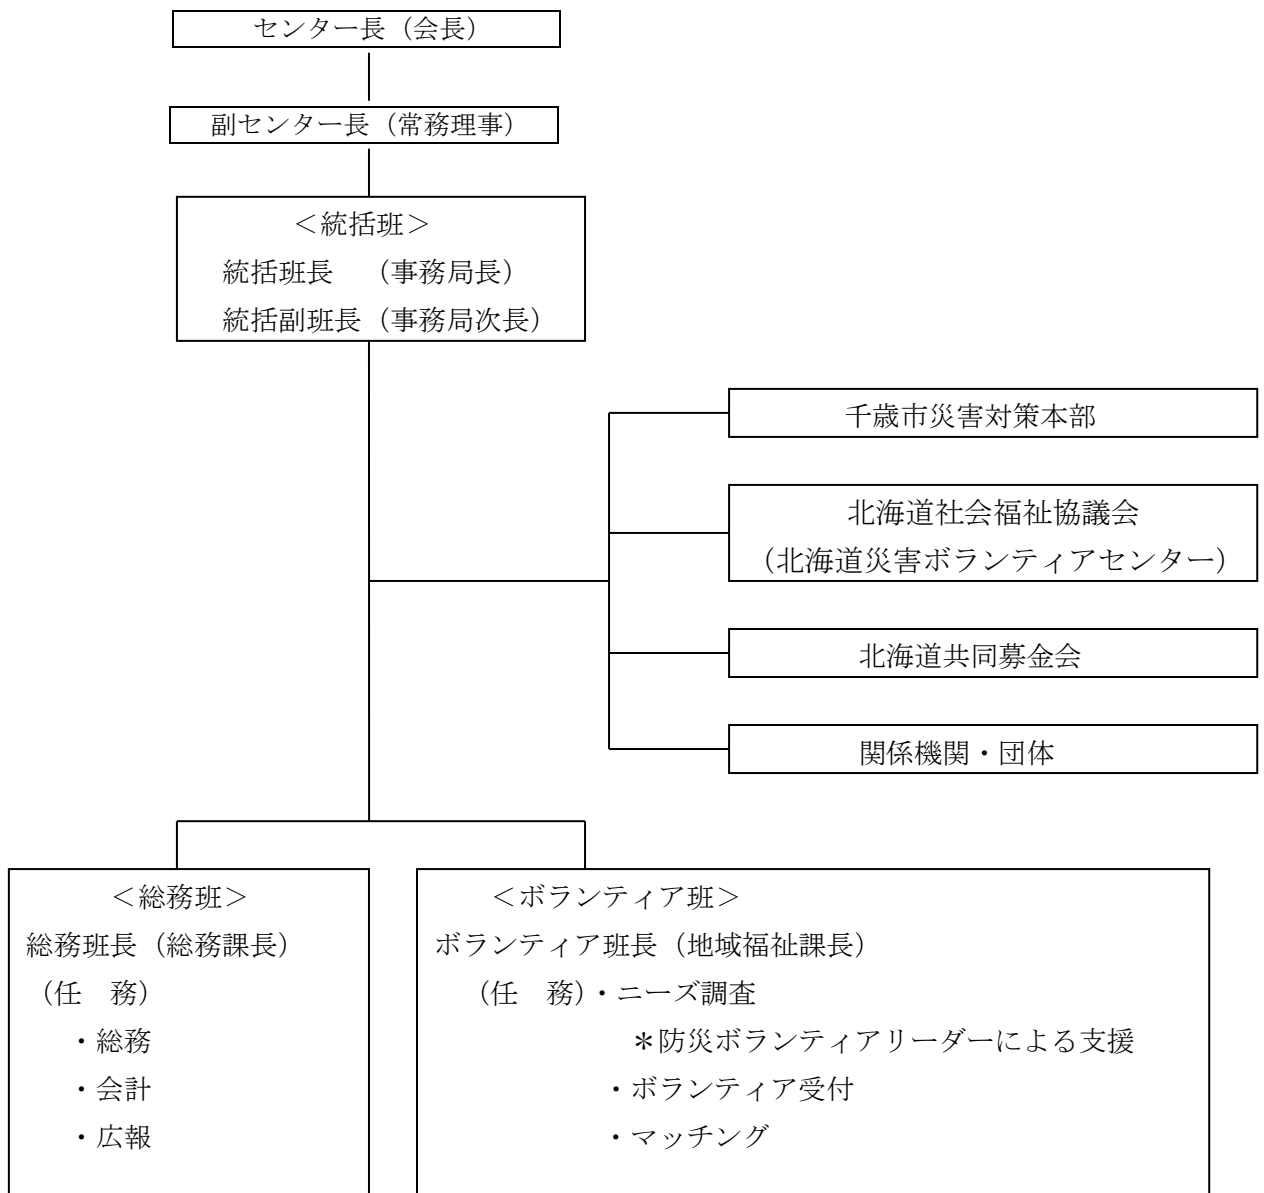 センター長（会長）
副センター長（常務理事）
＜統括班＞
統括班長　（事務局長）
統括副班長（事務局次長）
千歳市災害対策本部
北海道社会福祉協議会
（北海道災害ボランティアセンター）
北海道共同募金会
関係機関・団体
＜総務班＞
総務班長（総務課長）
（任　務）
・総務
・会計
・広報
＜ボランティア班＞
ボランティア班長（地域福祉課長）
（任　務）・ニーズ調査
＊防災ボランティアリーダーによる支援
・ボランティア受付
・マッチング